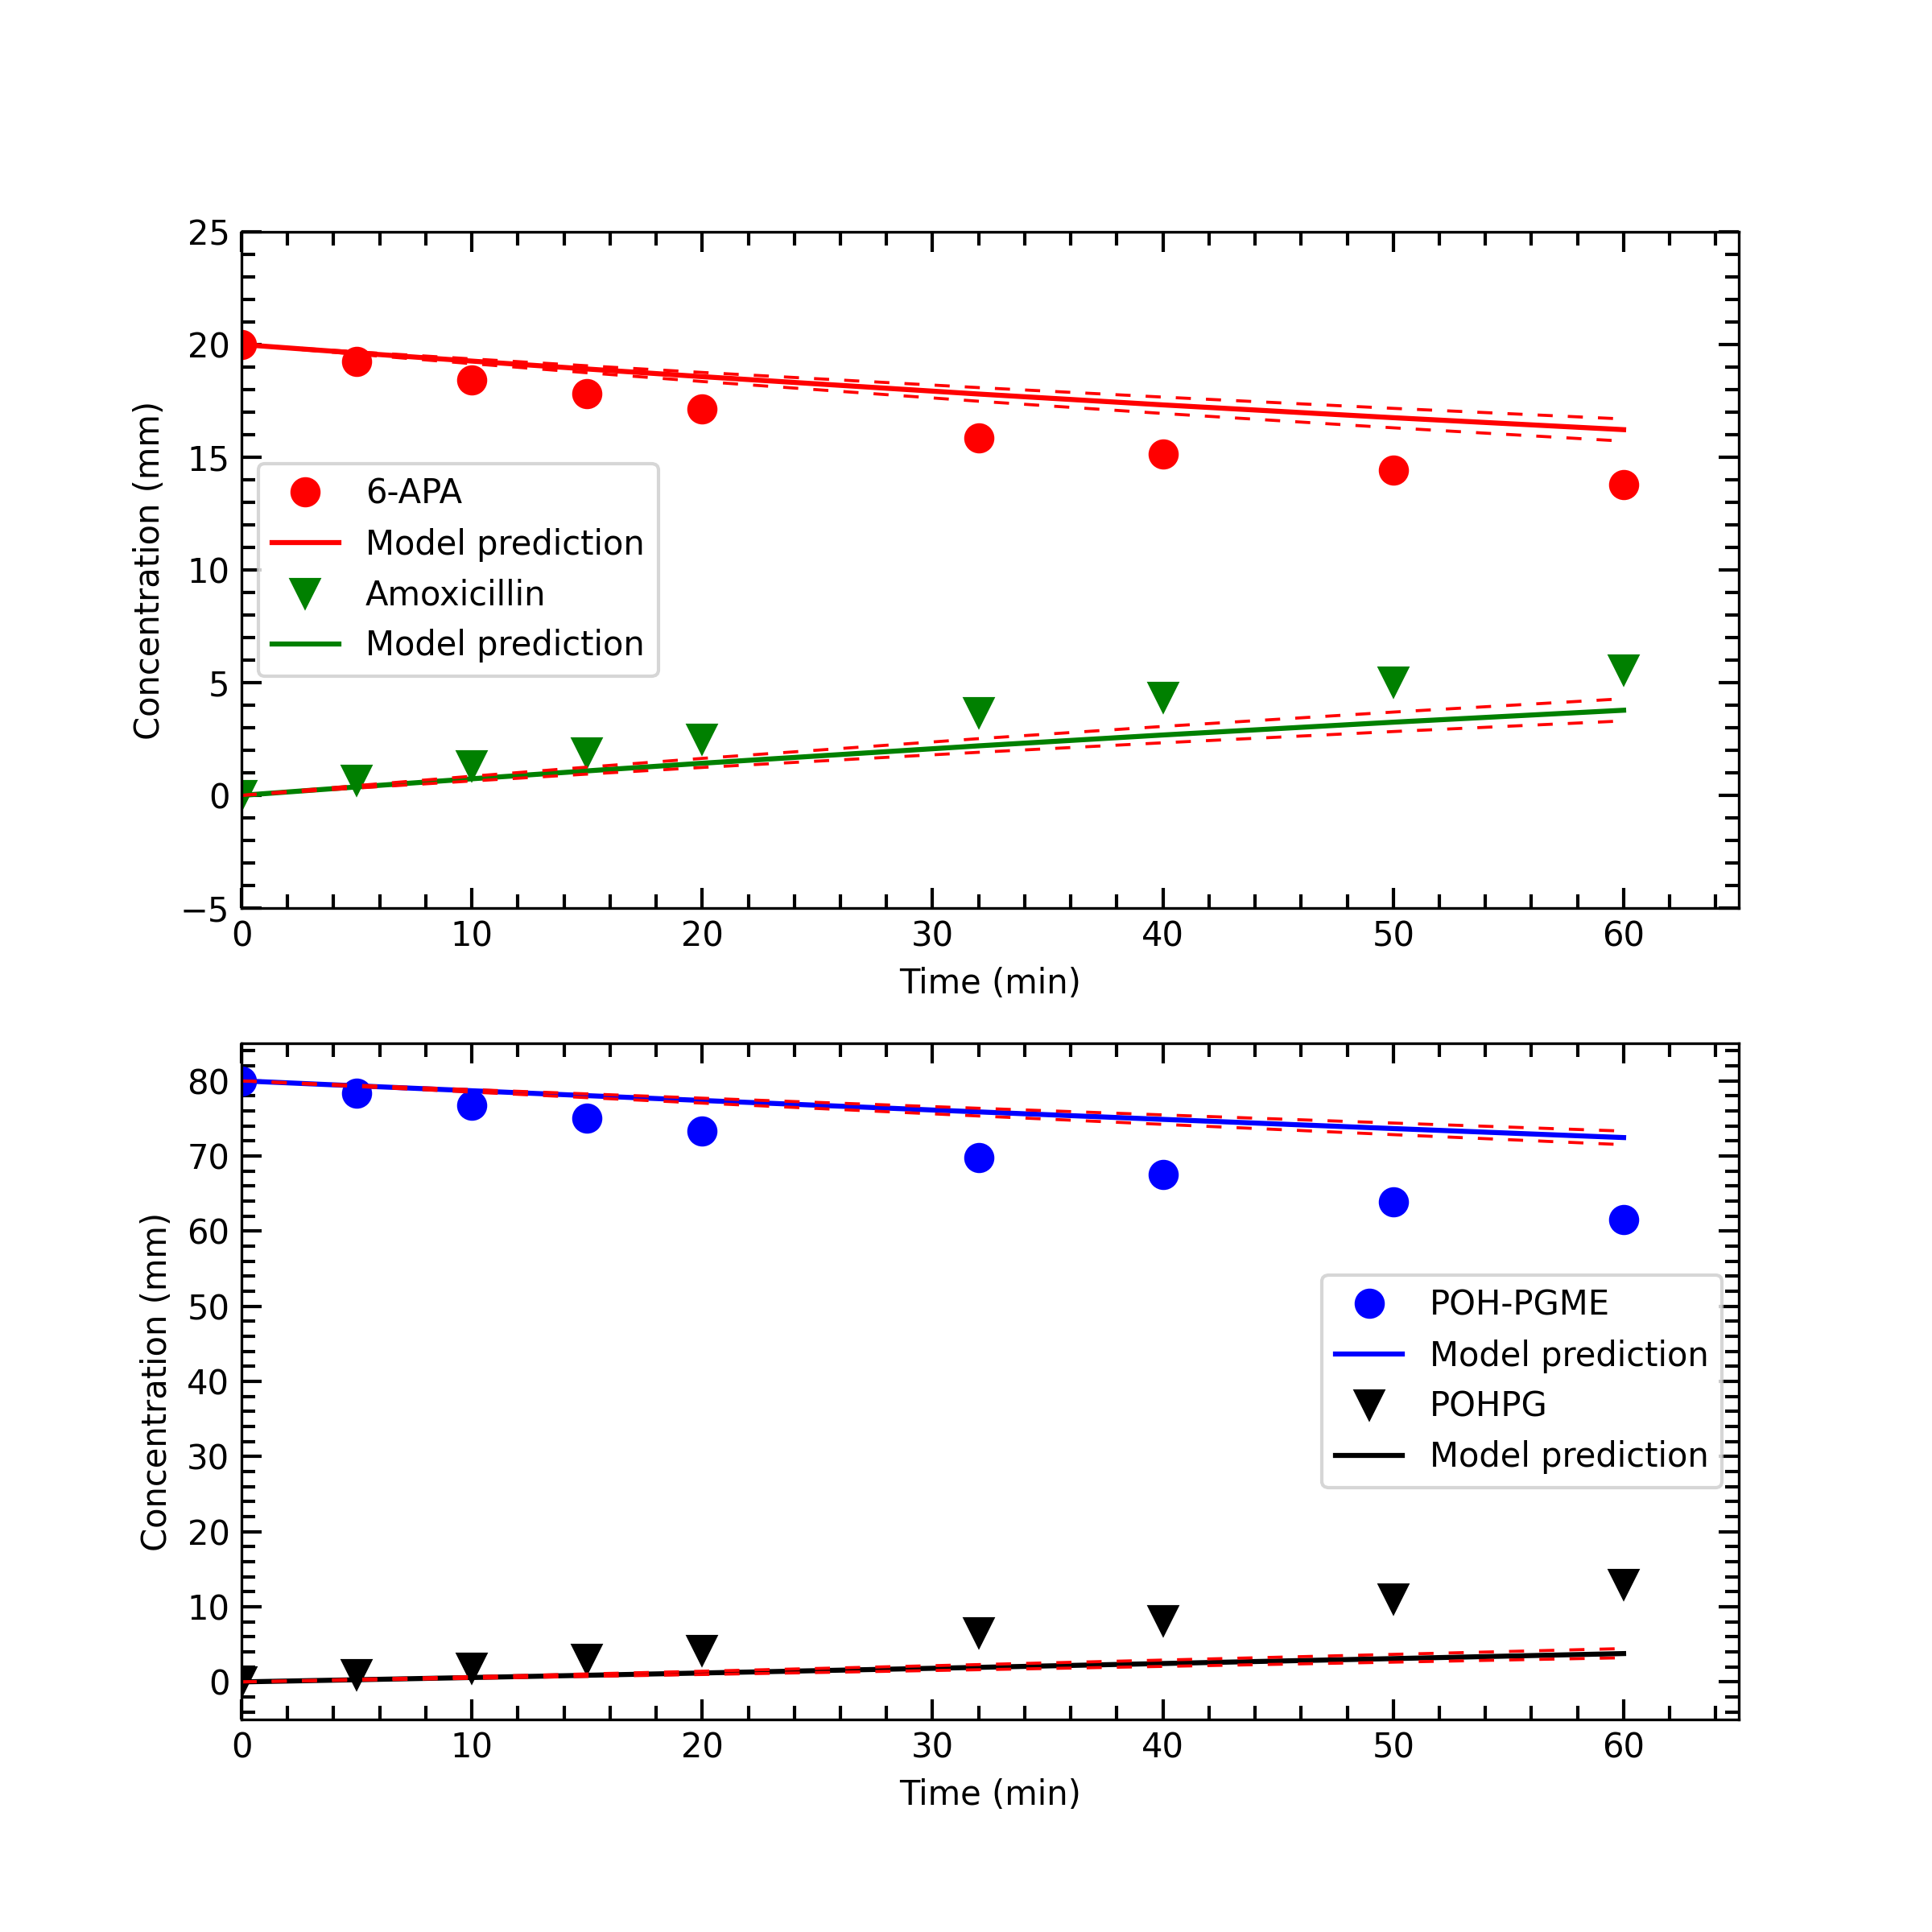 25
20
15
10
5
0
−5
Concentration (mm)
6-APA
Model prediction
Amoxicillin
Model prediction
0 10 20 30 40 50 60
Time (min)
80
70
60
50
40
30
20
10
0
Concentration (mm)
POH-PGME
Model prediction
POHPG
Model prediction
0 10 20 30 40 50 60
Time (min)